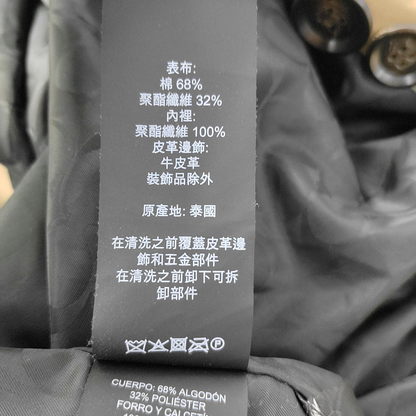 表布:
棉 68%
聚酯纖維 32%
內裡:
聚酯纖維 100%
皮革邊飾:
牛皮革
裝飾品除外
原產地: 泰國
在清洗之前覆蓋皮革邊
飾和五金部件
在清洗之前卸下可拆
卸部件
CUERPO: 68% ALGODÓN
32% POLIÉSTER
FORRO Y CALCETÍ